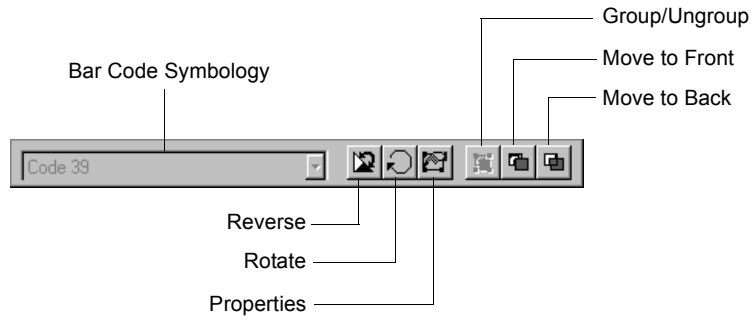 Group/Ungroup
Move to Front
Bar Code Symbology
Move to Back
Code 39
Reverse
Rotate
Properties